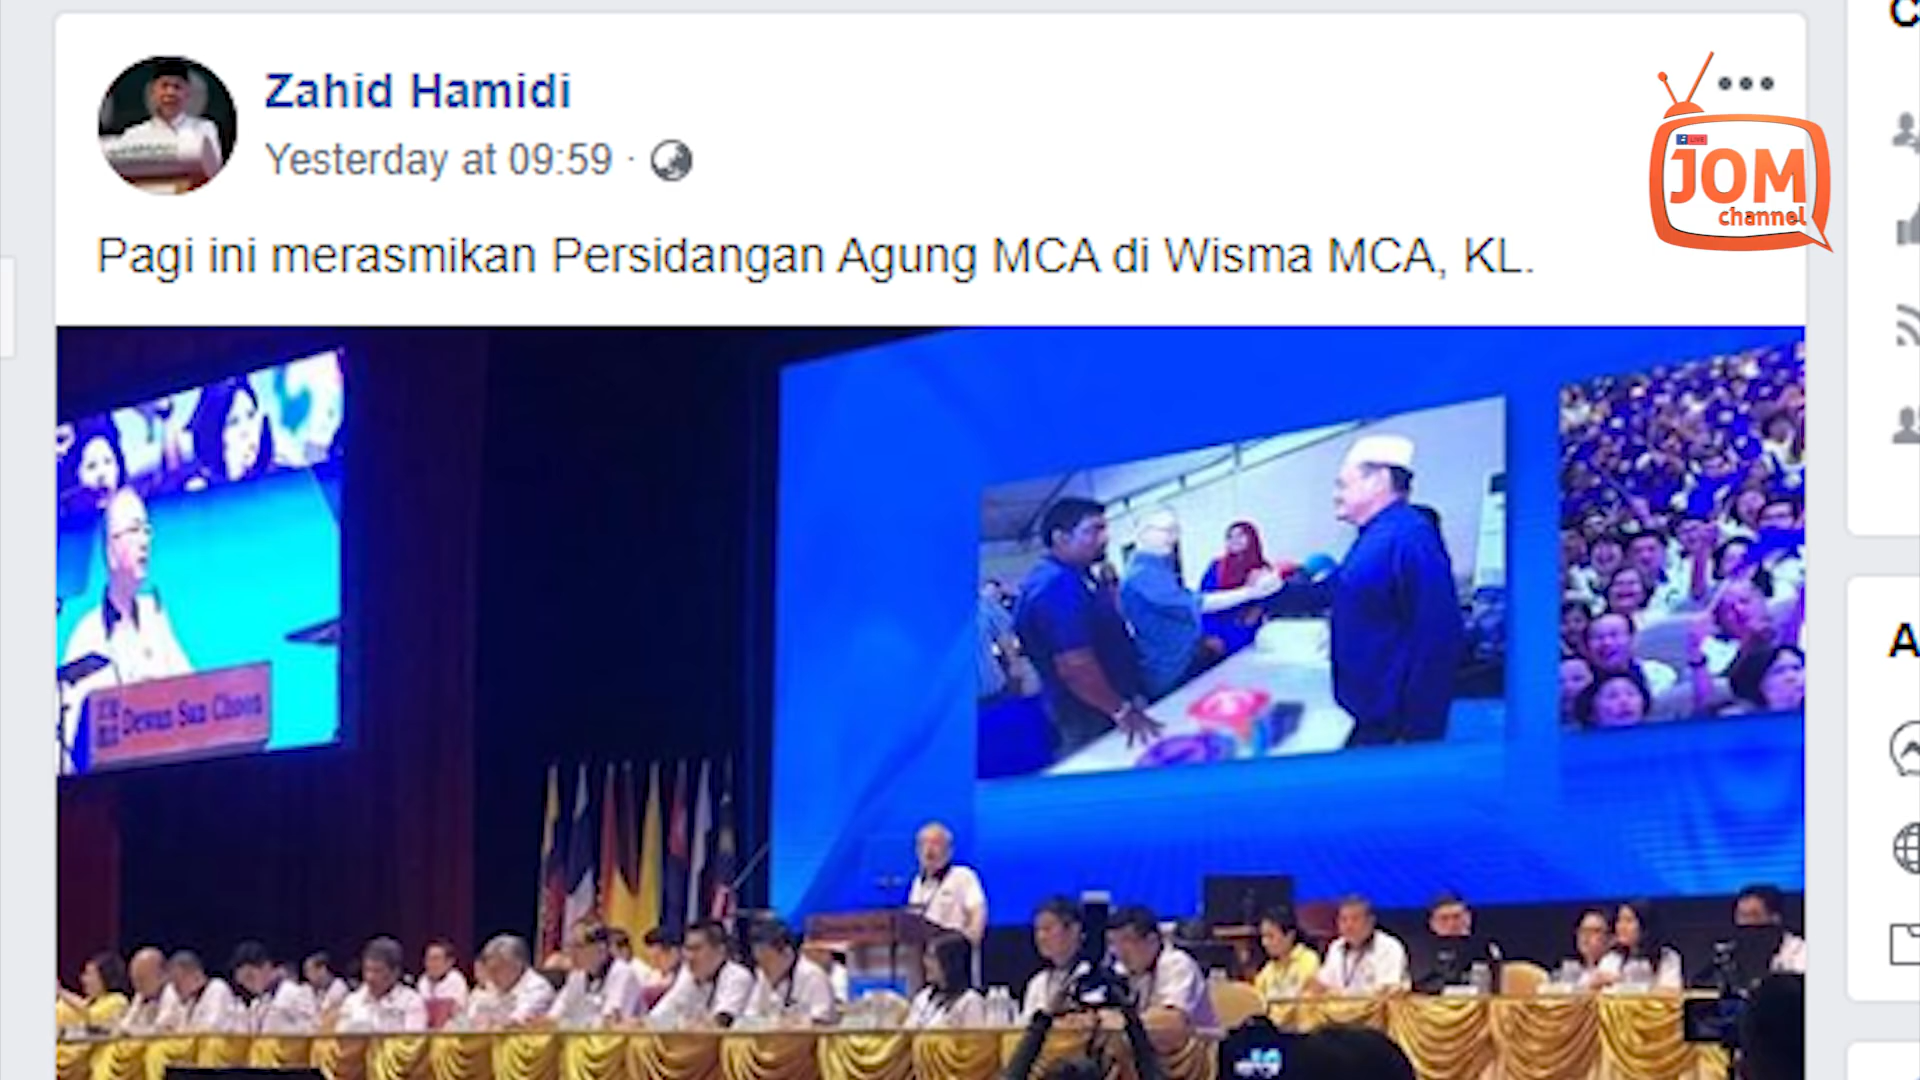 Zahid Hamidi
Yesterday at 09:59 ·
Pagi ini merasmikan Persidangan Agung MCA di Wisma MCA, KL.
LIVE
JOM
channel
Dewan San Choon
C
A